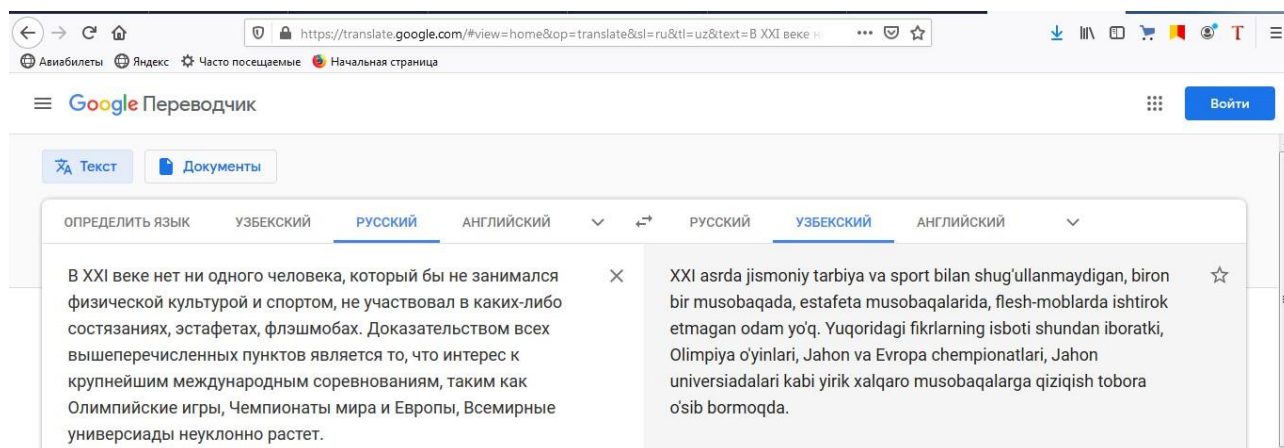 https://translate.google.com/#view=home&op=translate&sl=ru&tl=uz&text=В XXI веке
Авиабилеты Яндекс Часто посещаемые Начальная страница
Google Переводчик
Войти
Текст Документы
ОПРЕДЕЛИТЬ ЯЗЫК УЗБЕКСКИЙ РУССКИЙ АНГЛИЙСКИЙ РУССКИЙ УЗБЕКСКИЙ АНГЛИЙСКИЙ
В XXI веке нет ни одного человека, который бы не занимался
физической культурой и спортом, не участвовал в каких-либо
состязаниях, эстафетах, флэшмобах. Доказательством всех
вышеперечисленных пунктов является то, что интерес к
крупнейшим международным соревнованиям, таким как
Олимпийские игры, Чемпионаты мира и Европы, Всемирные
универсиады неуклонно растет.
XXI asrda jismoniy tarbiya va sport bilan shug'ullanmaydigan, biron
bir musobaqada, estafeta musobaqalarida, flesh-moblarda ishtirok
etmagan odam yo'q. Yuqoridagi fikrlarning isboti shundan iboratki,
Olimpiya o'yinlari, Jahon va Evropa chempionatlari, Jahon
universiadalari kabi yirik xalqaro musobaqalarga qiziqish tobora
o'sib bormoqda.